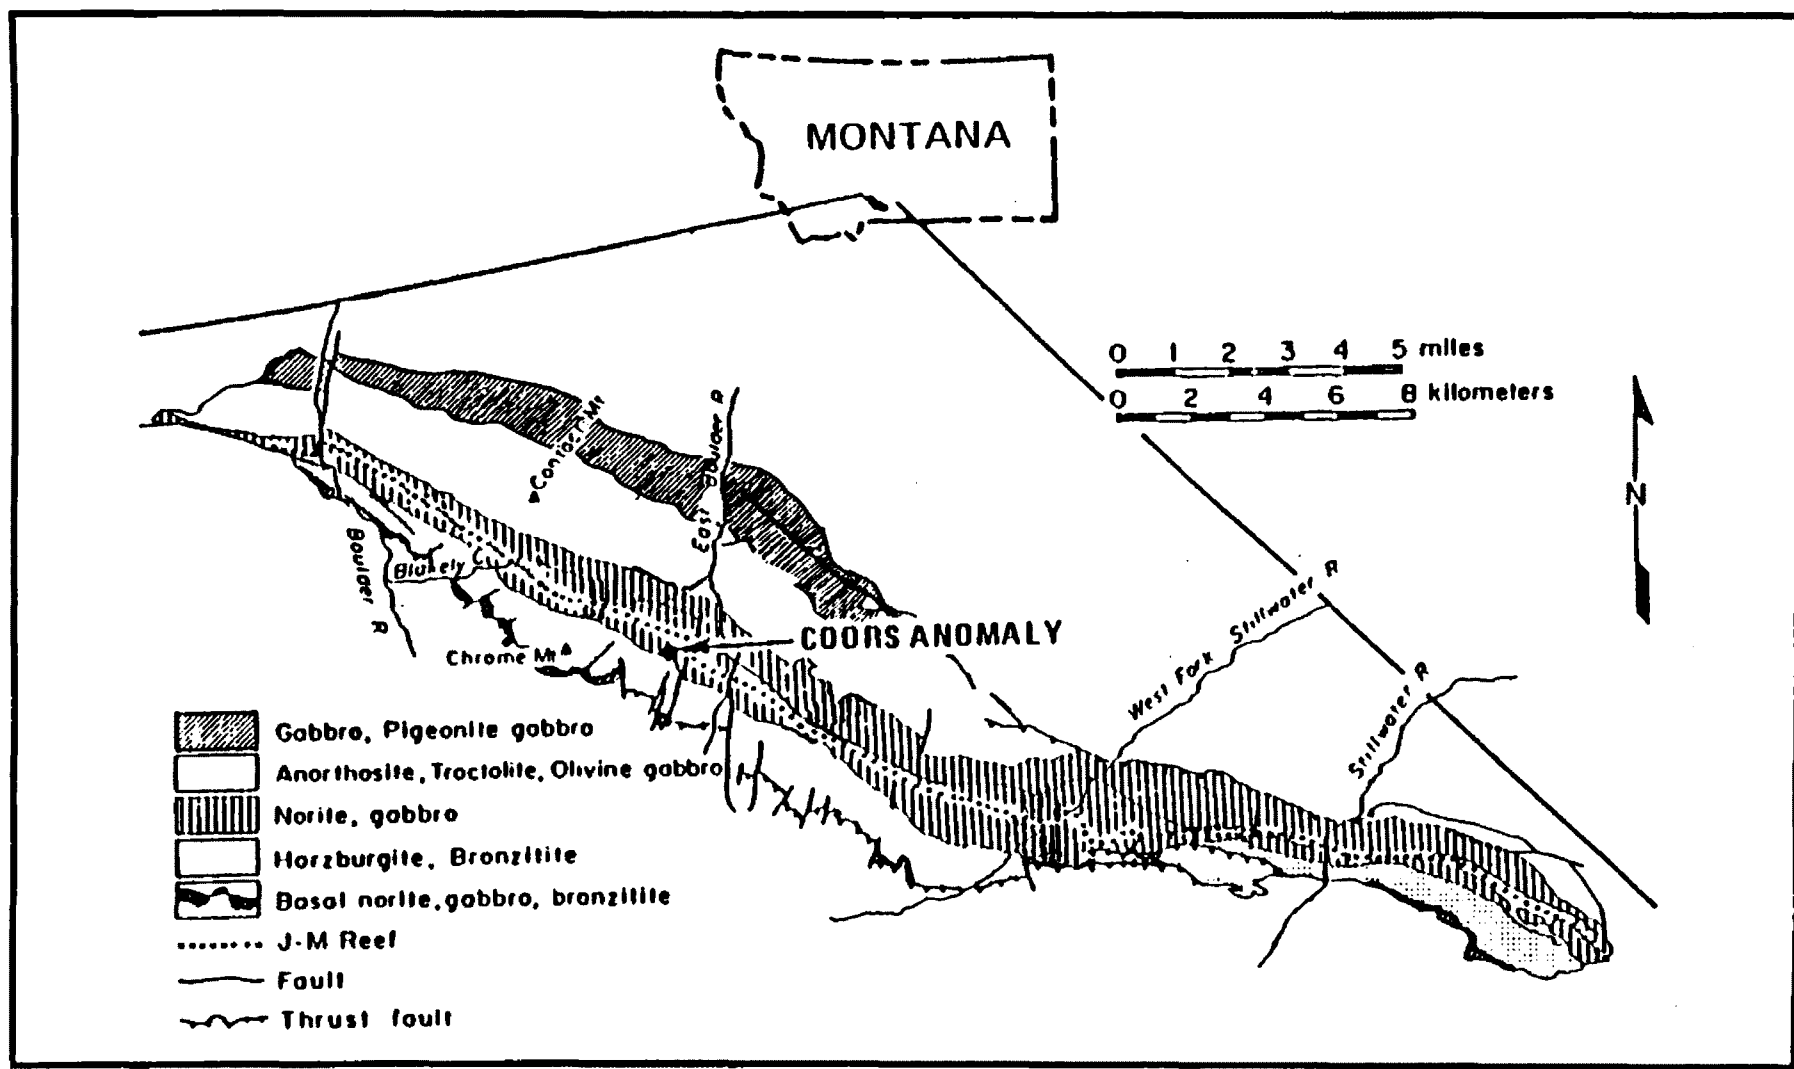 MONTANA
0 1 2 3 4 5 miles
0 2 4 6 8 kilometers
N
Contact Mt
East Boulder R
Boulder R
Blakely
Chrome Mt
COORS ANOMALY
West Fork Stillwater R
Stillwater R
Gabbro, Pigeonite gabbro
Anorthosite, Troctolite, Olivine gabbro
Norite, gabbro
Harzburgite, Bronzitite
Basal norite, gabbro, bronzitite
J-M Reef
Fault
Thrust fault